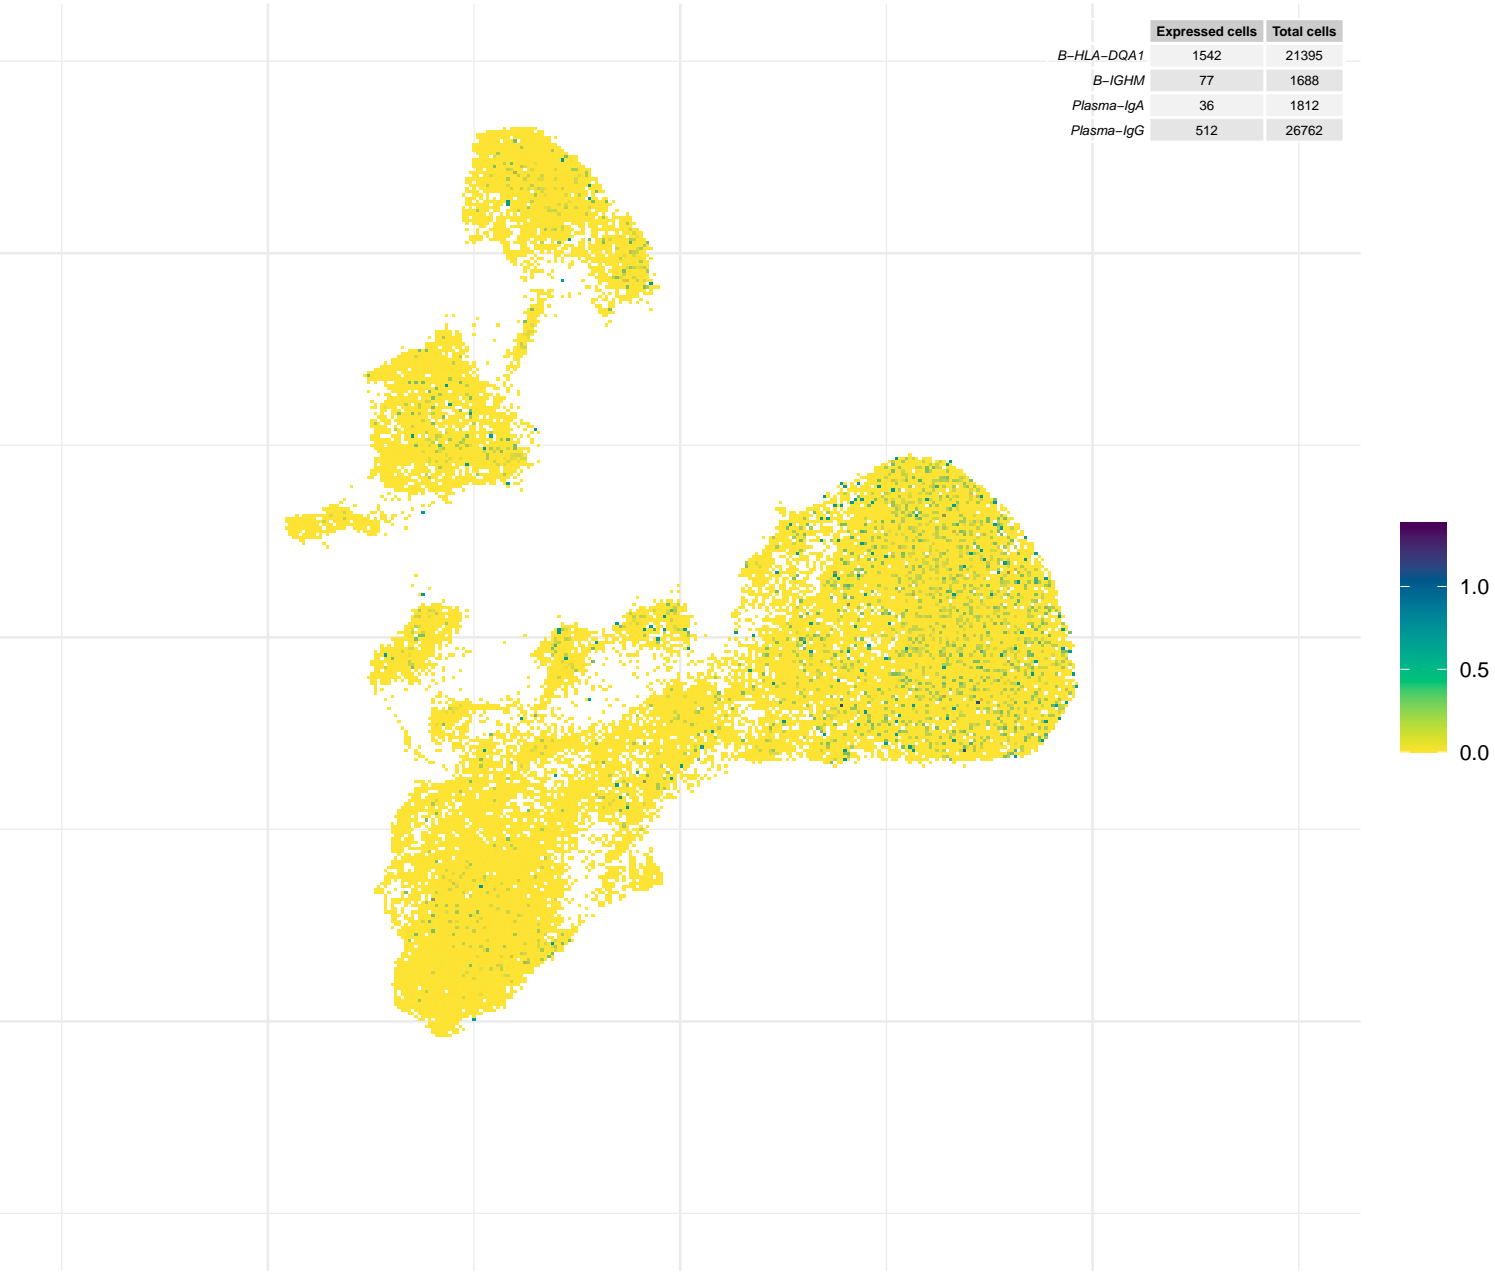 Expressed cells Total cells
B−HLA−DQA1 1542 21395
B−IGHM 77 1688
Plasma−IgA 36 1812
Plasma−IgG 512 26762
1.0
0.5
0.0